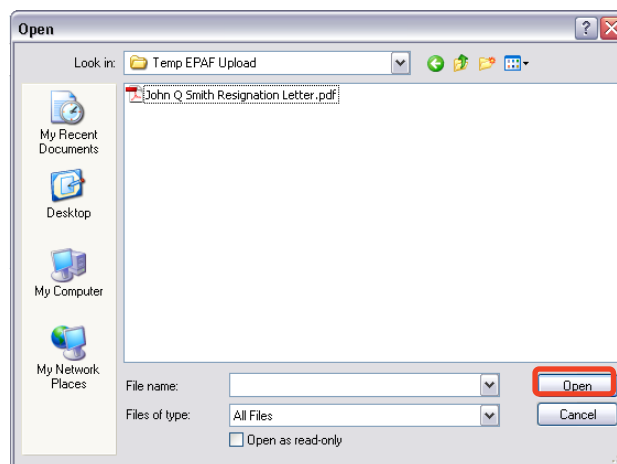 Open
Look in: Temp EPAF Upload
John Q Smith Resignation Letter.pdf
My Recent
Documents
Desktop
My Computer
My Network
Places
File name: Open
Files of type: All Files Cancel
Open as read-only